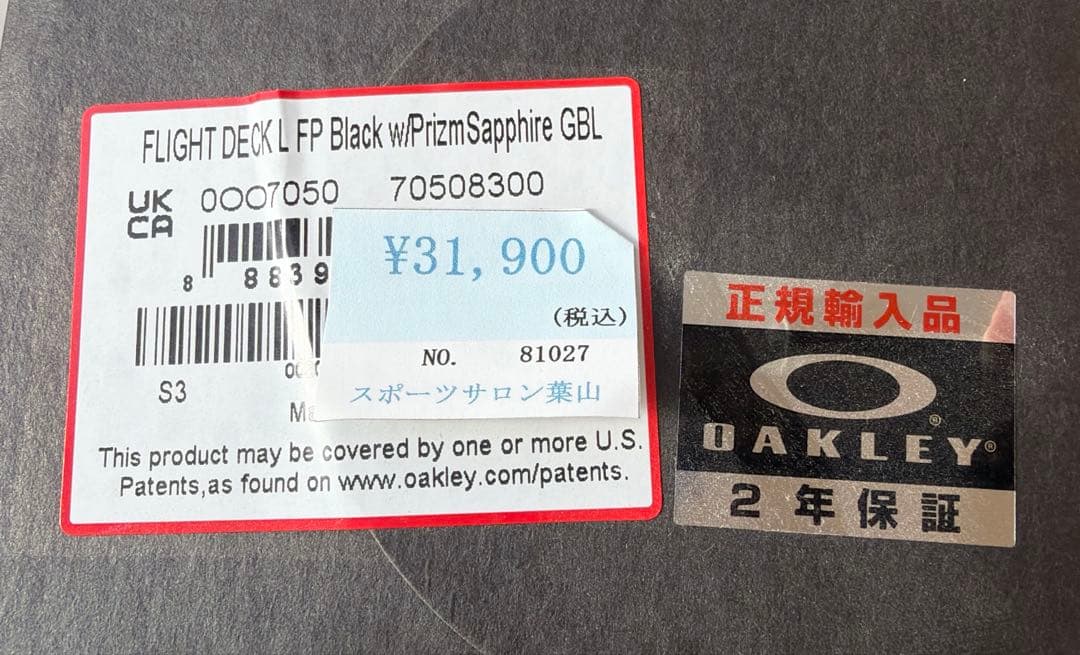 FLIGHT DECK L FP Black w/PrizmSapphire GBL
UK
CA
OOO7050 70508300
8 8839
S3
This product may be covered by one or more U.S.
Patents,as found on www.oakley.com/patents.
¥31,900
(税込)
NO. 81027
スポーツサロン葉山
正規輸入品
OAKLEY®
2年保証